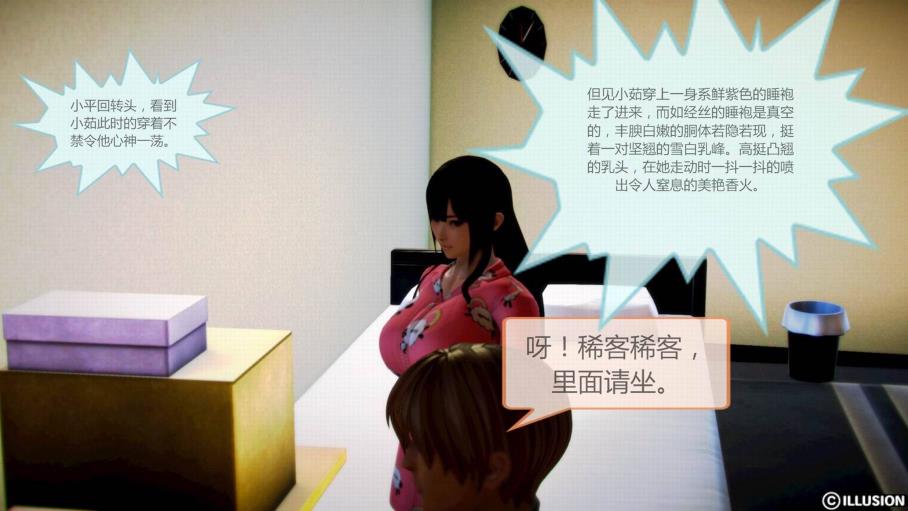 小平回转头，看到
小茹此时的穿着不
禁令他心神一荡。
但见小茹穿上一身系鲜紫色的睡袍
走了进来，而如经丝的睡袍是真空
的，丰腴白嫩的胴体若隐若现，挺
着一对坚翘的雪白乳峰。高挺凸翘
的乳头，在她走动时一抖一抖的喷
出令人窒息的美艳香火。
呀！稀客稀客，
里面请坐。
©ILLUSION